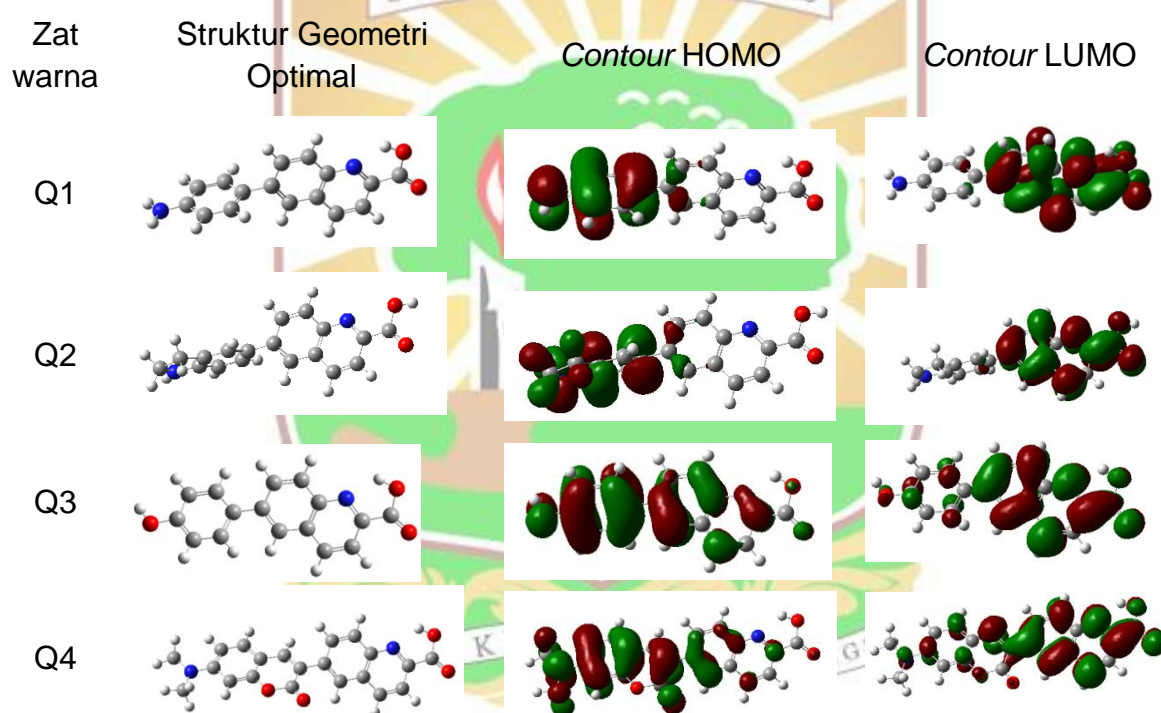 Zat warna
Struktur Geometri Optimal
Contour HOMO
Contour LUMO
Q1
Q2
Q3
Q4
K
G